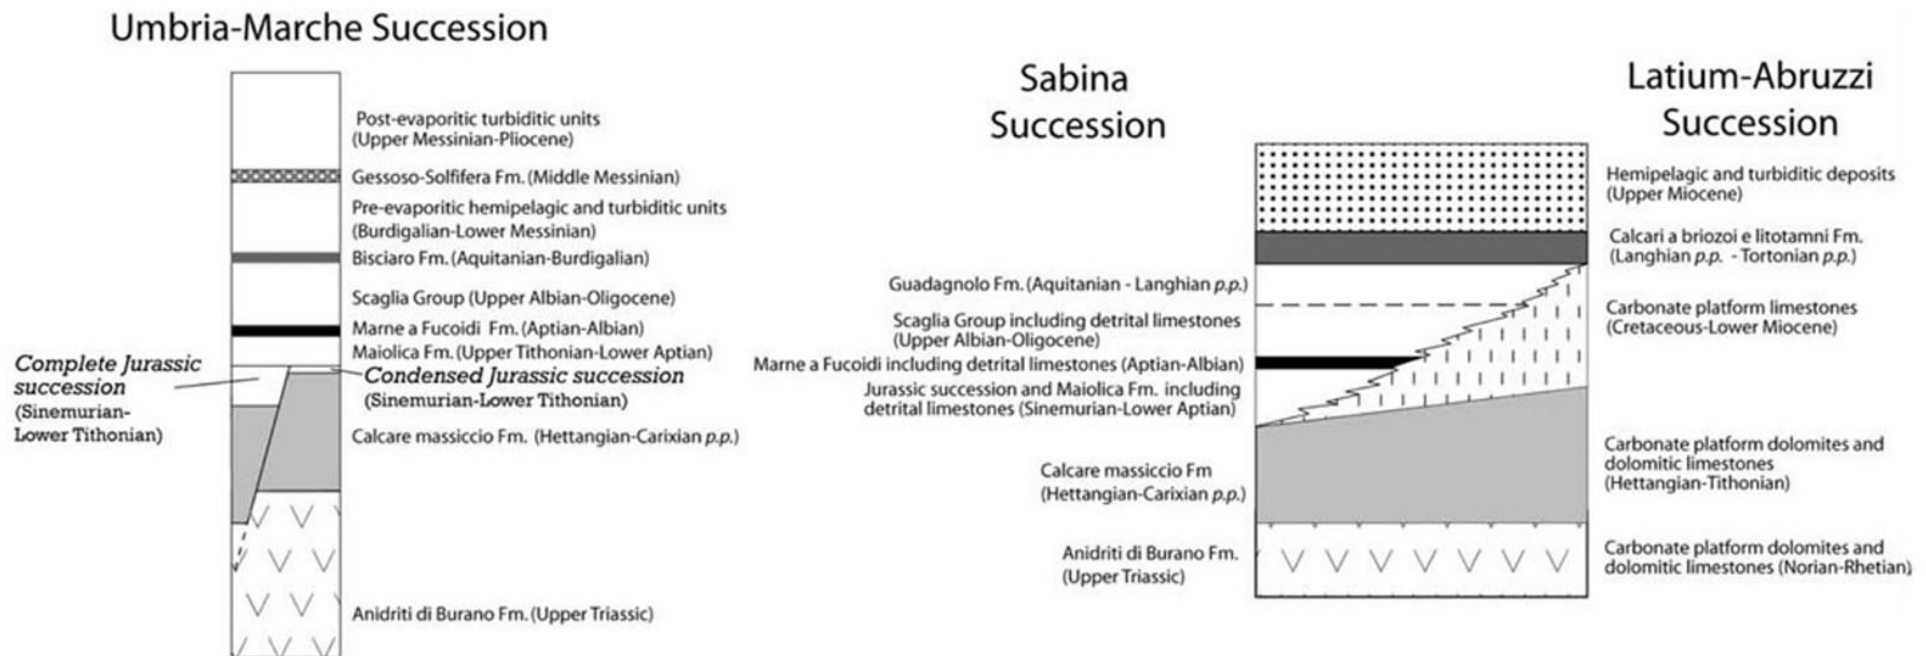 Umbria-Marche Succession
Post-evaporitic turbiditic units
(Upper Messinian-Pliocene)
Gessoso-Solfifera Fm. (Middle Messinian)
Pre-evaporitic hemipelagic and turbiditic units
(Burdigalian-Lower Messinian)
Bisciaro Fm. (Aquitanian-Burdigalian)
Scaglia Group (Upper Albian-Oligocene)
Marne a Fucoidi Fm. (Aptian-Albian)
Maiolica Fm. (Upper Tithonian-Lower Aptian)
Complete Jurassic
succession
(Sinemurian-
Lower Tithonian)
Condensed Jurassic succession
(Sinemurian-Lower Tithonian)
Calcare massiccio Fm. (Hettangian-Carixian p.p.)
Anidriti di Burano Fm. (Upper Triassic)
Sabina
Succession
Guadagnolo Fm. (Aquitanian - Langhian p.p.)
Scaglia Group including detrital limestones
(Upper Albian-Oligocene)
Marne a Fucoidi including detrital limestones (Aptian-Albian)
Jurassic succession and Maiolica Fm. including
detrital limestones (Sinemurian-Lower Aptian)
Calcare massiccio Fm
(Hettangian-Carixian p.p.)
Anidriti di Burano Fm.
(Upper Triassic)
Latium-Abruzzi
Succession
Hemipelagic and turbiditic deposits
(Upper Miocene)
Calcari a briozoi e litotamni Fm.
(Langhian p.p. - Tortonian p.p.)
Carbonate platform limestones
(Cretaceous-Lower Miocene)
Carbonate platform dolomites and
dolomitic limestones
(Hettangian-Tithonian)
Carbonate platform dolomites and
dolomitic limestones (Norian-Rhetian)